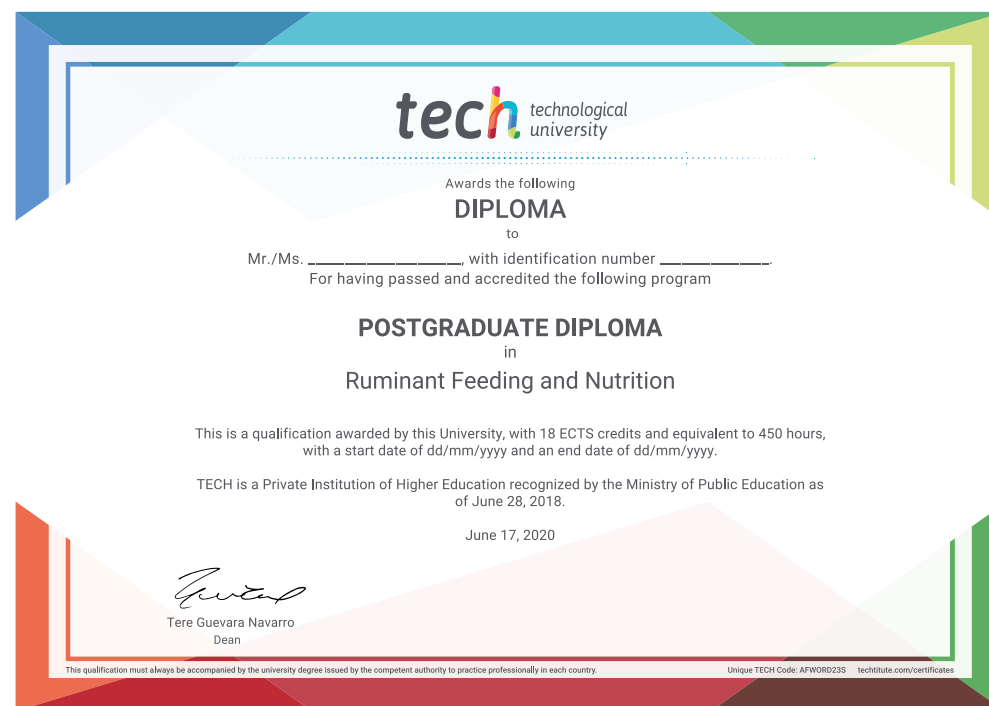 tech technological
university
Awards the following
DIPLOMA
to
Mr./Ms. ____________________, with identification number ______________.
For having passed and accredited the following program
POSTGRADUATE DIPLOMA
in
Ruminant Feeding and Nutrition
This is a qualification awarded by this University, with 18 ECTS credits and equivalent to 450 hours,
with a start date of dd/mm/yyyy and an end date of dd/mm/yyyy.
TECH is a Private Institution of Higher Education recognized by the Ministry of Public Education as
of June 28, 2018.
June 17, 2020
Tere Guevara Navarro
Dean
This qualification must always be accompanied by the university degree issued by the competent authority to practice professionally in each country. Unique TECH Code: AFWORD23S techtitute.com/certificates